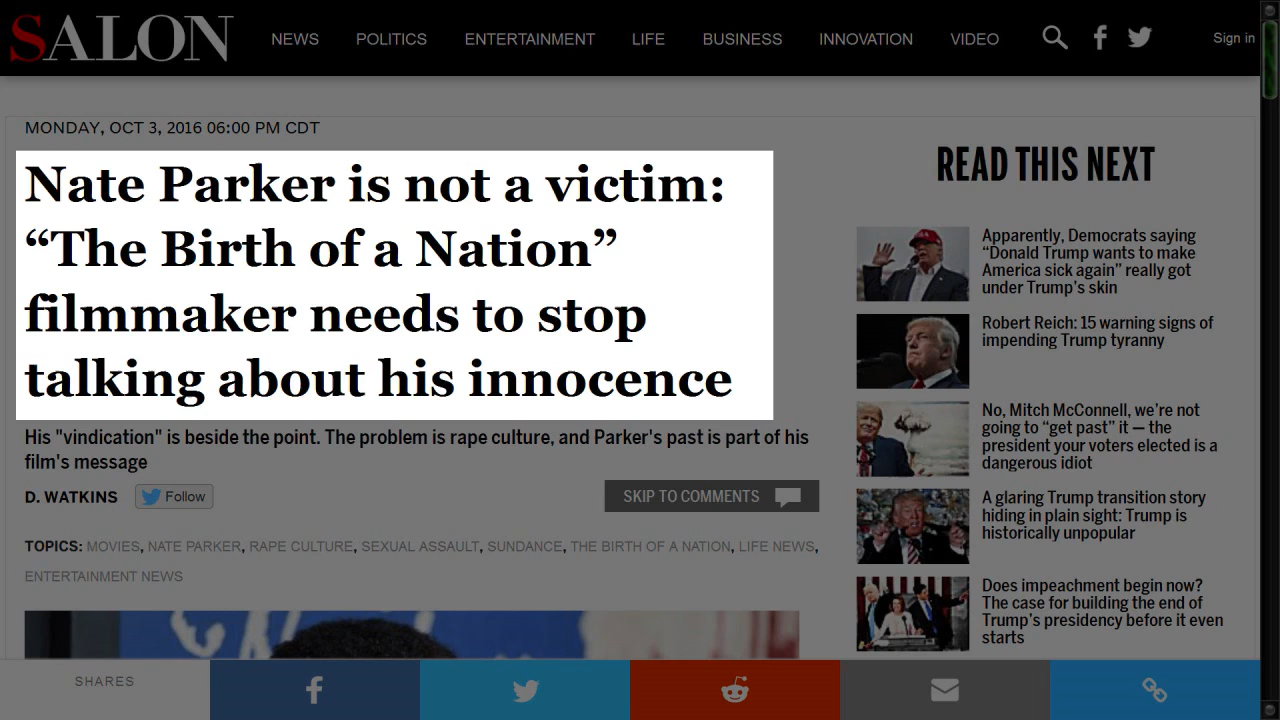 SALON
NEWS POLITICS ENTERTAINMENT LIFE BUSINESS INNOVATION VIDEO Sign in
MONDAY, OCT 3, 2016 06:00 PM CDT
Nate Parker is not a victim:
“The Birth of a Nation”
filmmaker needs to stop
talking about his innocence
His "vindication" is beside the point. The problem is rape culture, and Parker's past is part of his
film's message
D. WATKINS Follow
SKIP TO COMMENTS
TOPICS: MOVIES, NATE PARKER, RAPE CULTURE, SEXUAL ASSAULT, SUNDANCE, THE BIRTH OF A NATION, LIFE NEWS,
ENTERTAINMENT NEWS
READ THIS NEXT
Apparently, Democrats saying
“Donald Trump wants to make
America sick again” really got
under Trump’s skin
Robert Reich: 15 warning signs of
impending Trump tyranny
No, Mitch McConnell, we’re not
going to “get past” it — the
president your voters elected is a
dangerous idiot
A glaring Trump transition story
hiding in plain sight: Trump is
historically unpopular
Does impeachment begin now?
The case for building the end of
Trump’s presidency before it even
starts
SHARES